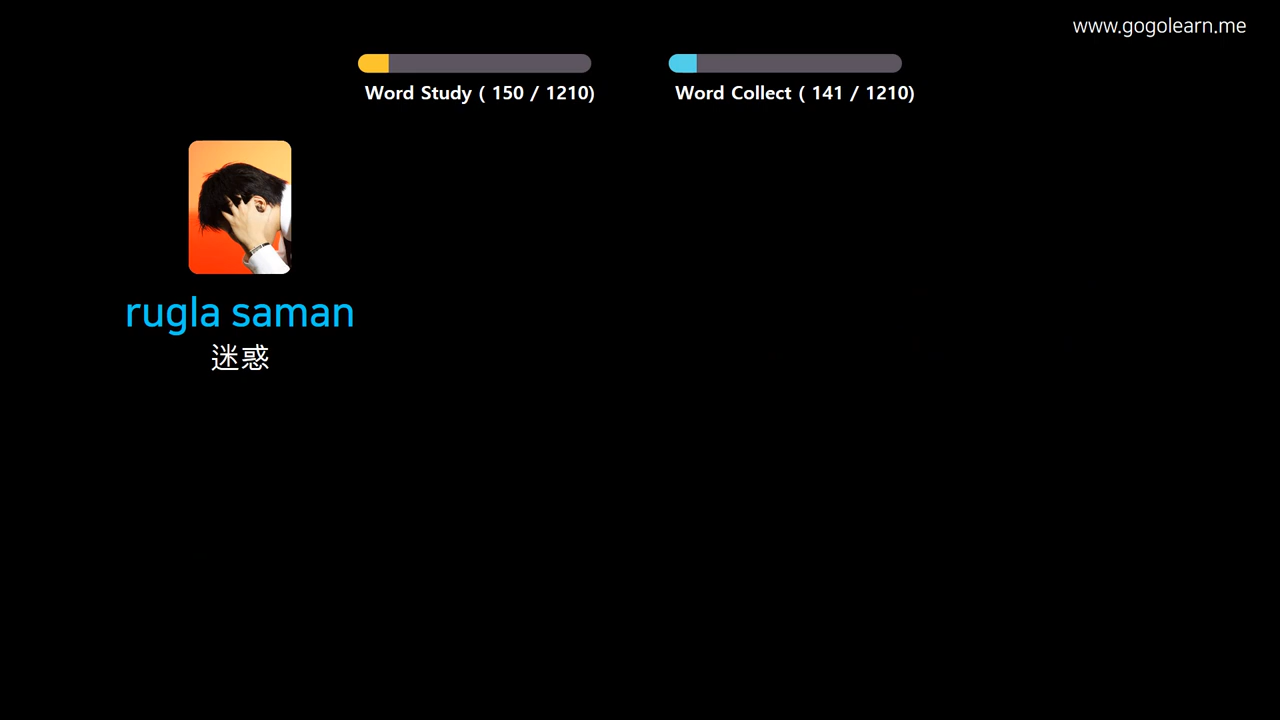 www.gogolearn.me
Word Study ( 150 / 1210)
Word Collect ( 141 / 1210)
rugla saman
迷惑